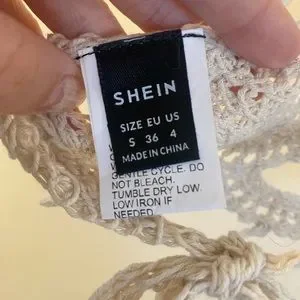 SHEIN
SIZE EU US
S 36 4
MADE IN CHINA
GENTLE CYCLE. DO
NOT BLEACH.
TUMBLE DRY LOW.
LOW IRON IF
NEEDED